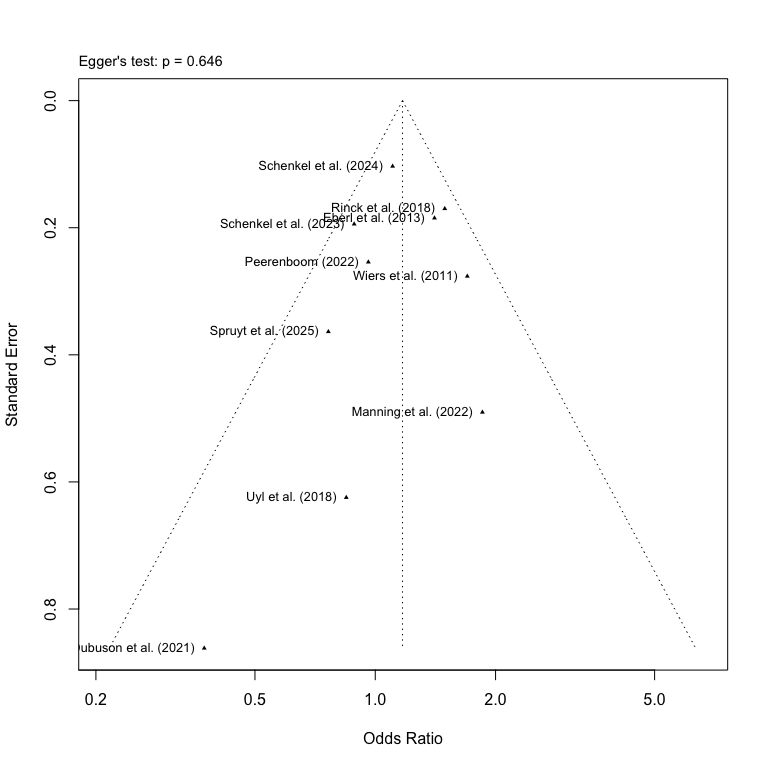 Egger's test: p = 0.646
0.0
Schenkel et al. (2024)
Rinck et al. (2018)
Eberl et al. (2013)
0.2
Schenkel et al. (2023)
Peerenboom (2022)
Wiers et al. (2011)
Spruyt et al. (2025)
0.4
Standard Error
Manning et al. (2022)
0.6
Uyl et al. (2018)
0.8
ubuson et al. (2021)
0.2 0.5 1.0 2.0 5.0
Odds Ratio